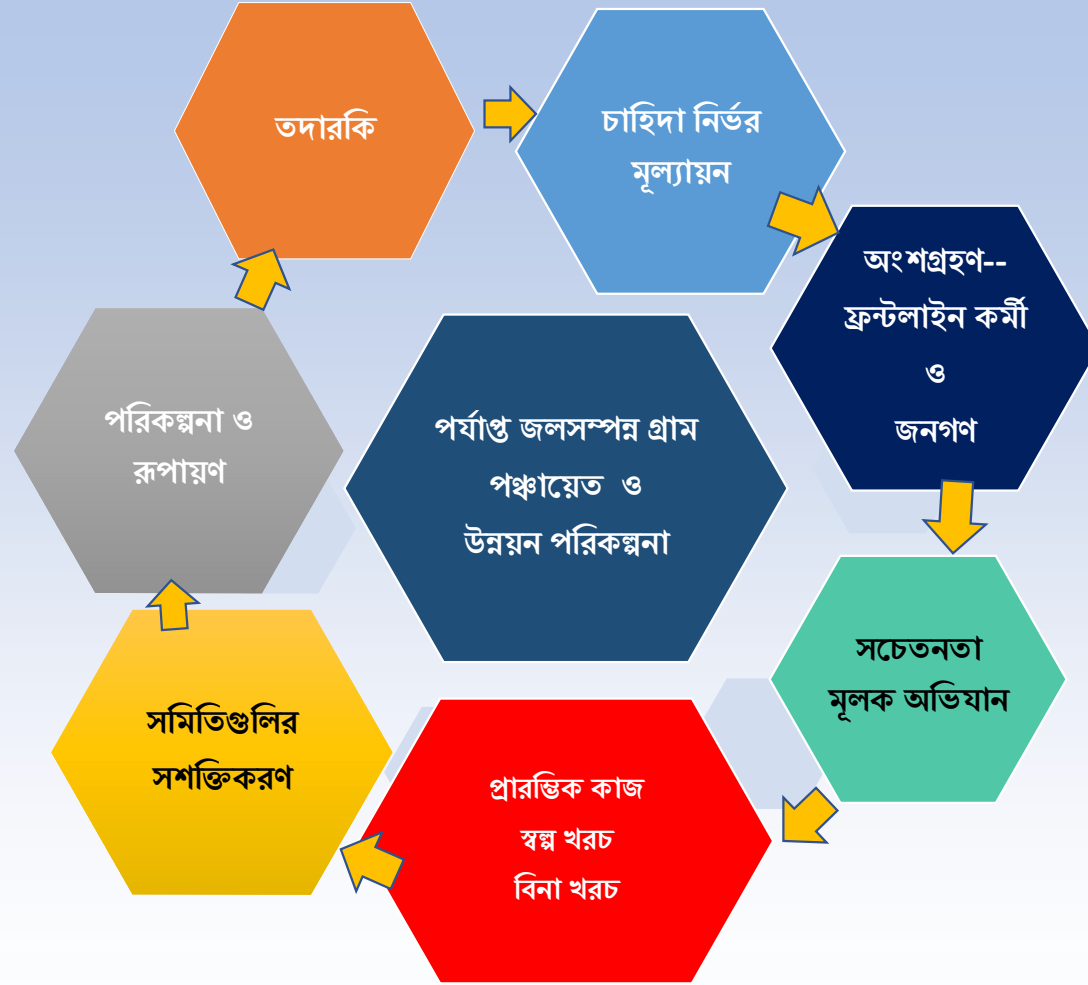 তদারকি
চাহিদা নির্ভর
মূল্যায়ন
অংশগ্রহণ--
ফ্রন্টলাইন কর্মী
ও
জনগণ
সচেতনতা
মূলক অভিযান
প্রারম্ভিক কাজ
স্বল্প খরচ
বিনা খরচ
সমিতিগুলির
সশক্তিকরণ
পরিকল্পনা ও
রূপায়ণ
পর্যাপ্ত জলসম্পন্ন গ্রাম
পঞ্চায়েত ও
উন্নয়ন পরিকল্পনা